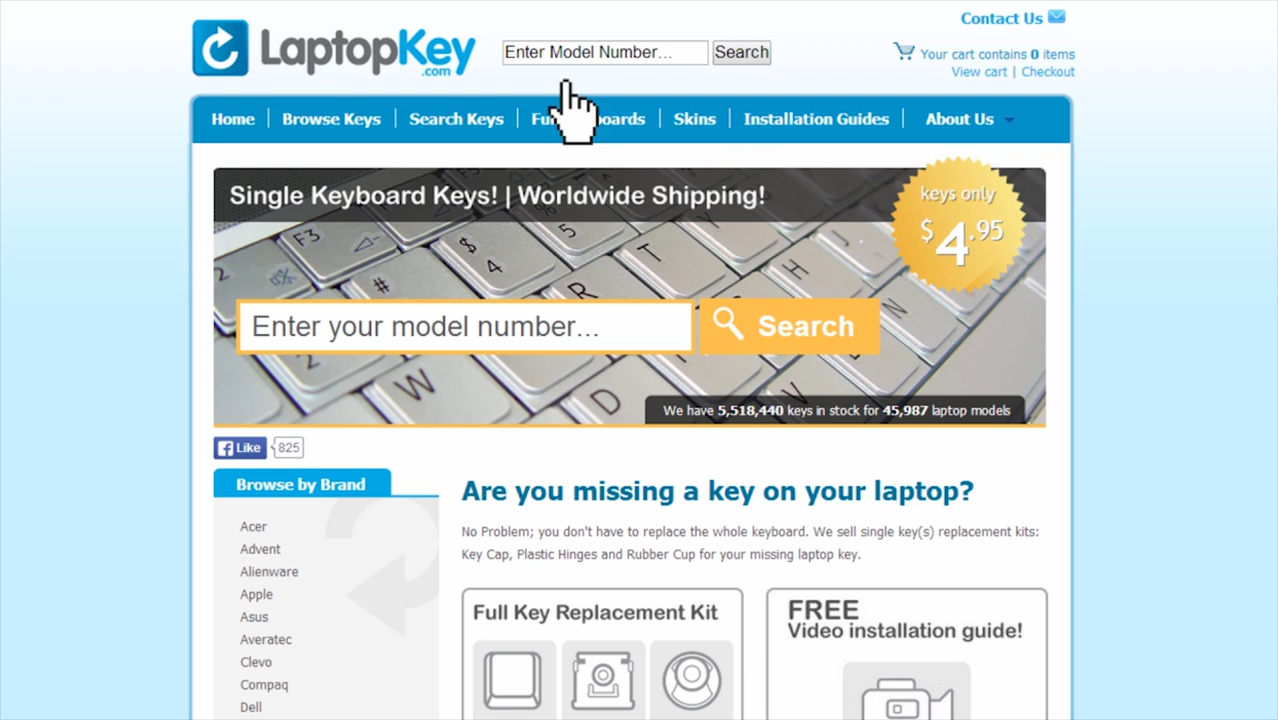 Contact Us
LaptopKey
.com
Enter Model Number...
Search
Your cart contains 0 items
View cart | Checkout
Home
Browse Keys
Search Keys
Skins
Installation Guides
About Us
Single Keyboard Keys! | Worldwide Shipping!
keys only
$4.95
F3
5
T
$
4
2
#
R
H
N
Enter your model number...
Search
2
W
D
V
We have 5,518,440 keys in stock for 45,987 laptop models
Like
825
Browse by Brand
Are you missing a key on your laptop?
No Problem; you don't have to replace the whole keyboard. We sell single key(s) replacement kits:
Key Cap, Plastic Hinges and Rubber Cup for your missing laptop key.
Acer
Advent
Alienware
Apple
Asus
Averatec
Clevo
Compaq
Dell
Full Key Replacement Kit
FREE
Video installation guide!